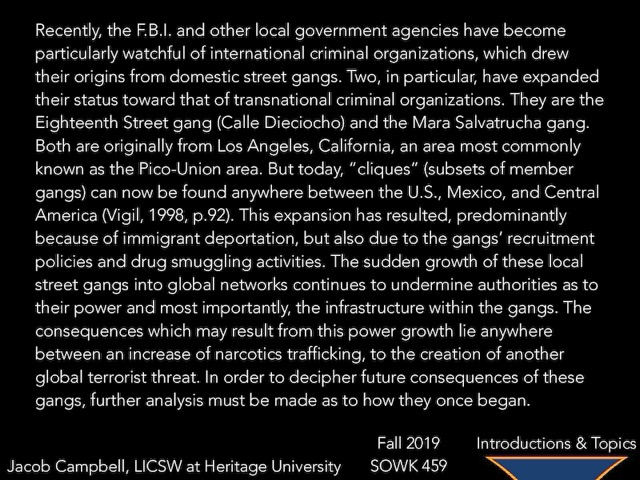 Recently, the F.B.I. and other local government agencies have become
particularly watchful of international criminal organizations, which drew
their origins from domestic street gangs. Two, in particular, have expanded
their status toward that of transnational criminal organizations. They are the
Eighteenth Street gang (Calle Dieciocho) and the Mara Salvatrucha gang.
Both are originally from Los Angeles, California, an area most commonly
known as the Pico-Union area. But today, “cliques” (subsets of member
gangs) can now be found anywhere between the U.S., Mexico, and Central
America (Vigil, 1998, p.92). This expansion has resulted, predominantly
because of immigrant deportation, but also due to the gangs’ recruitment
policies and drug smuggling activities. The sudden growth of these local
street gangs into global networks continues to undermine authorities as to
their power and most importantly, the infrastructure within the gangs. The
consequences which may result from this power growth lie anywhere
between an increase of narcotics trafficking, to the creation of another
global terrorist threat. In order to decipher future consequences of these
gangs, further analysis must be made as to how they once began.
Fall 2019 Introductions & Topics
Jacob Campbell, LICSW at Heritage University SOWK 459